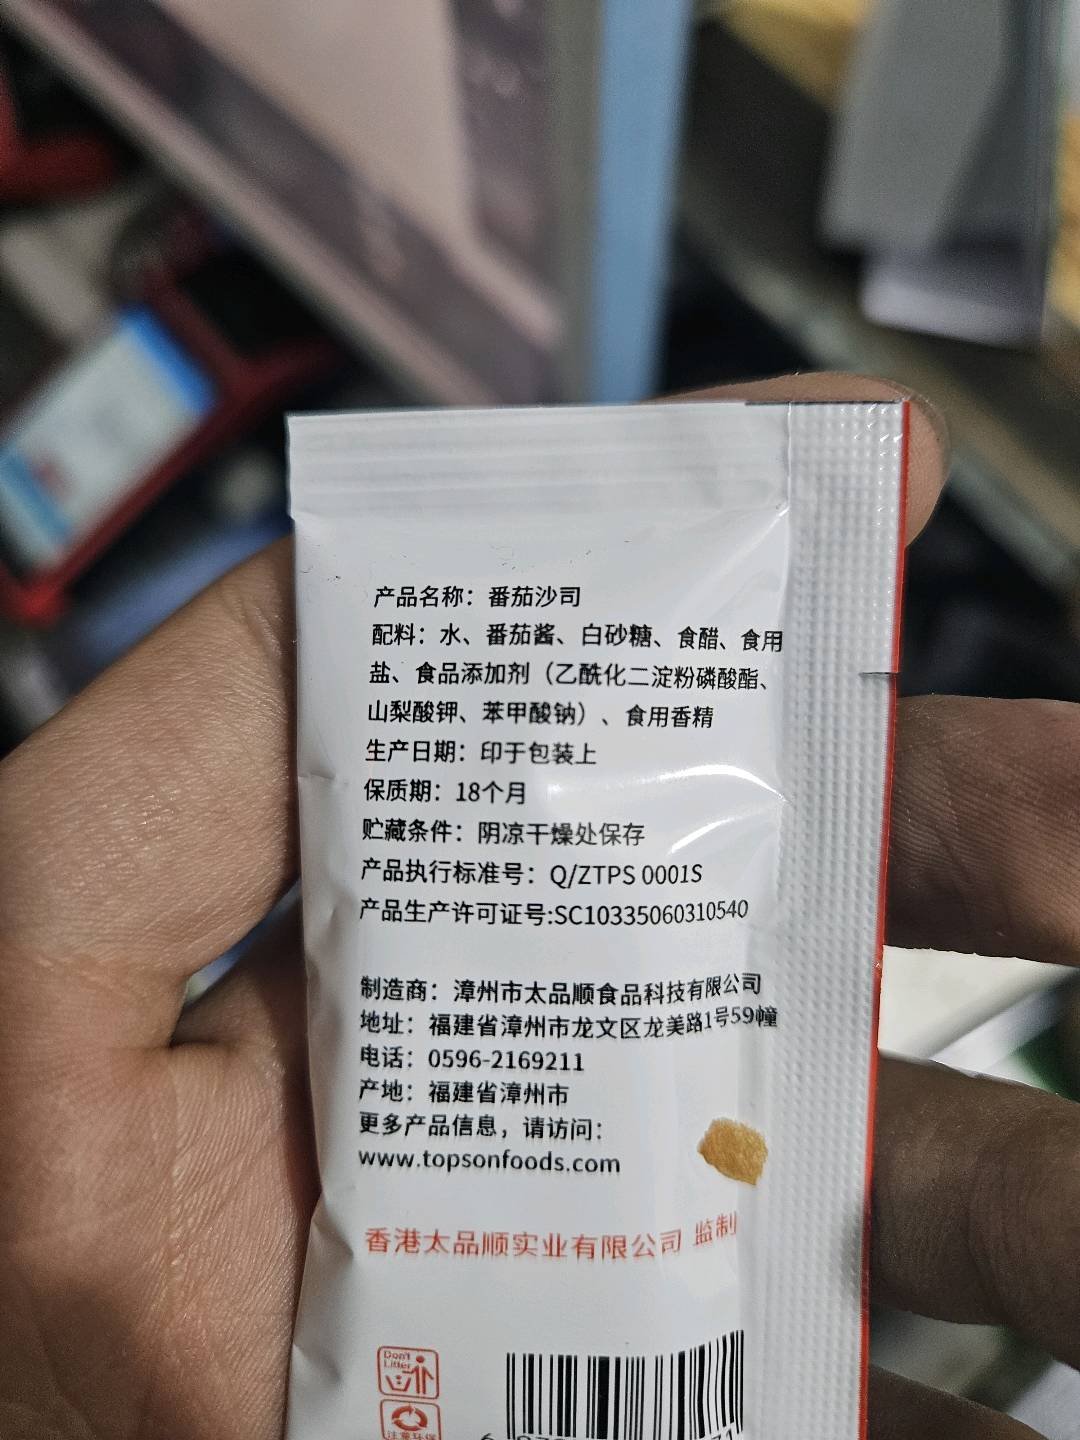 产品名称：番茄沙司
配料：水、番茄酱、白砂糖、食醋、食用
盐、食品添加剂（乙酰化二淀粉磷酸酯、
山梨酸钾、苯甲酸钠）、食用香精
生产日期：印于包装上
保质期：18个月
贮藏条件：阴凉干燥处保存
产品执行标准号：Q/ZTPS 0001S
产品生产许可证号:SC10335060310540
制造商：漳州市太品顺食品科技有限公司
地址：福建省漳州市龙文区龙美路1号59幢
电话：0596-2169211
产地：福建省漳州市
更多产品信息，请访问：
www.topsonfoods.com
香港太品顺实业有限公司 监制
Don't
Litter
注意环保